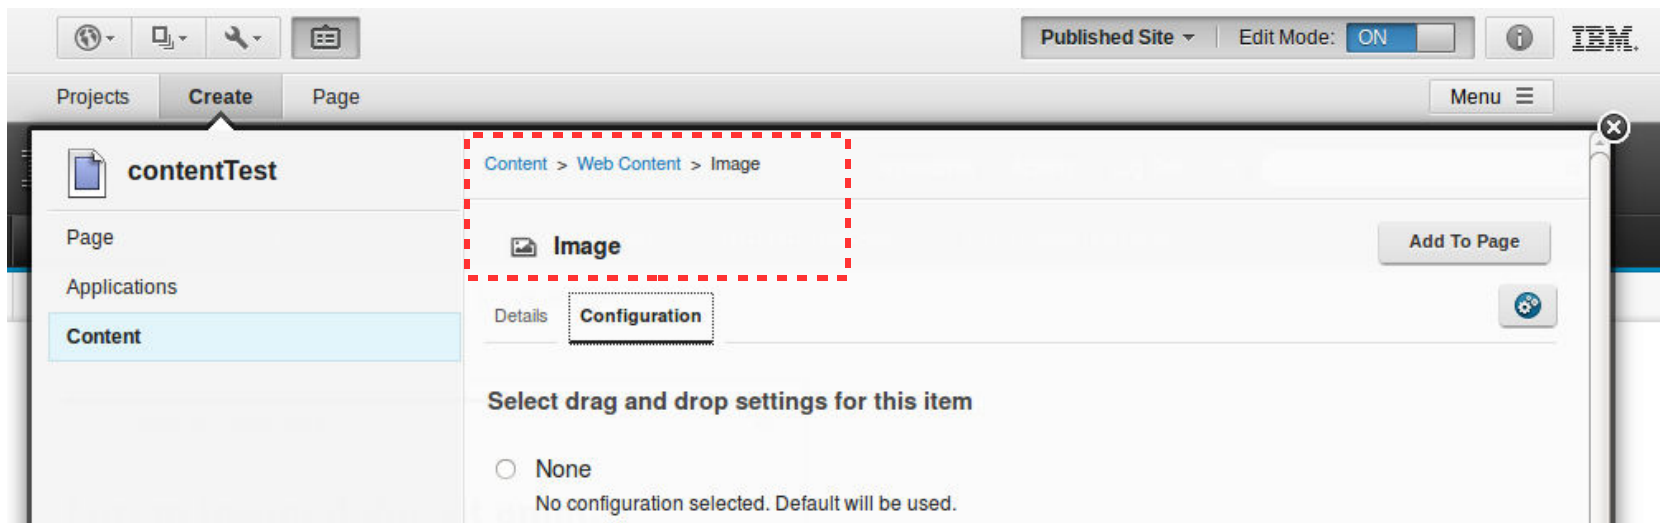 Published Site
Edit Mode: ON
IBM.
Projects Create Page
Menu
contentTest
Content > Web Content > Image
Page
Image
Add To Page
Applications
Details Configuration
Content
Select drag and drop settings for this item
None
No configuration selected. Default will be used.